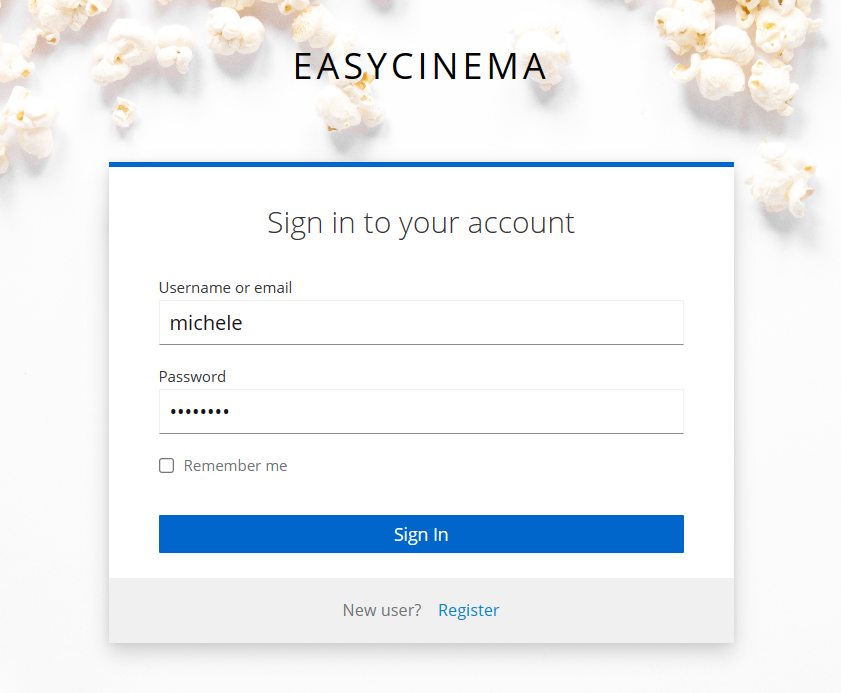 EASYCINEMA
Sign in to your account
Username or email
michele
Password
••••••••
Remember me
Sign In
New user? Register